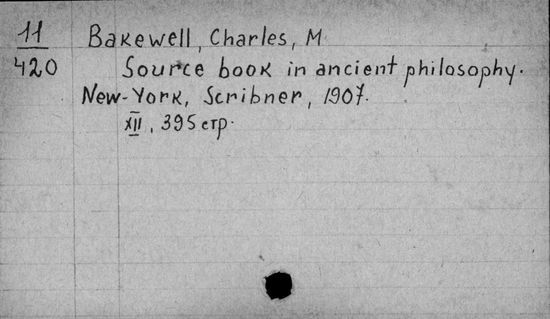 11
420
Bakewell, Charles, M
Source book in ancient philosophy.
New-York, Scribner, 1907.
XII, 395 стр.